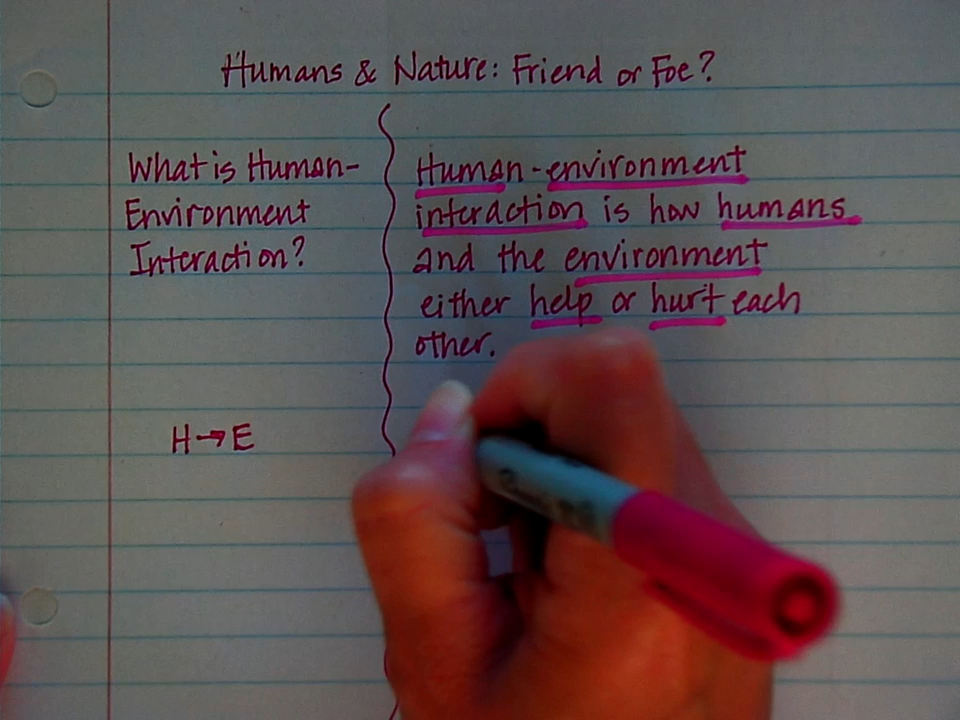 Humans & Nature: Friend or Foe?
What is Human-
Environment
Interaction?
Human-environment
interaction is how humans
and the environment
either help or hurt each
other.
H→E